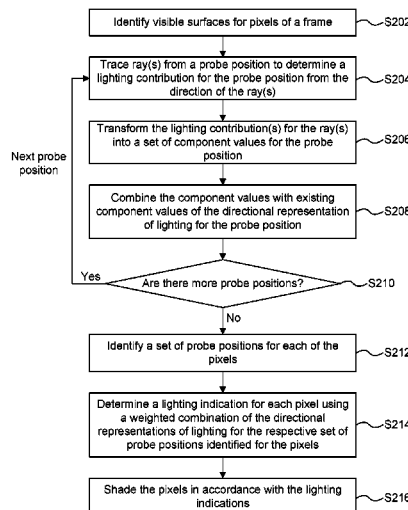 Identify visible surfaces for pixels of a frame
S202
Trace ray(s) from a probe position to determine a
lighting contribution for the probe position from the
direction of the ray(s)
S204
Transform the lighting contribution(s) for the ray(s)
into a set of component values for the probe
position
S206
Next probe
position
Combine the component values with existing
component values of the directional representation
of lighting for the probe position
S208
Yes
Are there more probe positions?
S210
No
Identify a set of probe positions for each of the
pixels
S212
Determine a lighting indication for each pixel using
a weighted combination of the directional
representations of lighting for the respective set of
probe positions identified for the pixels
S214
Shade the pixels in accordance with the lighting
indications
S216